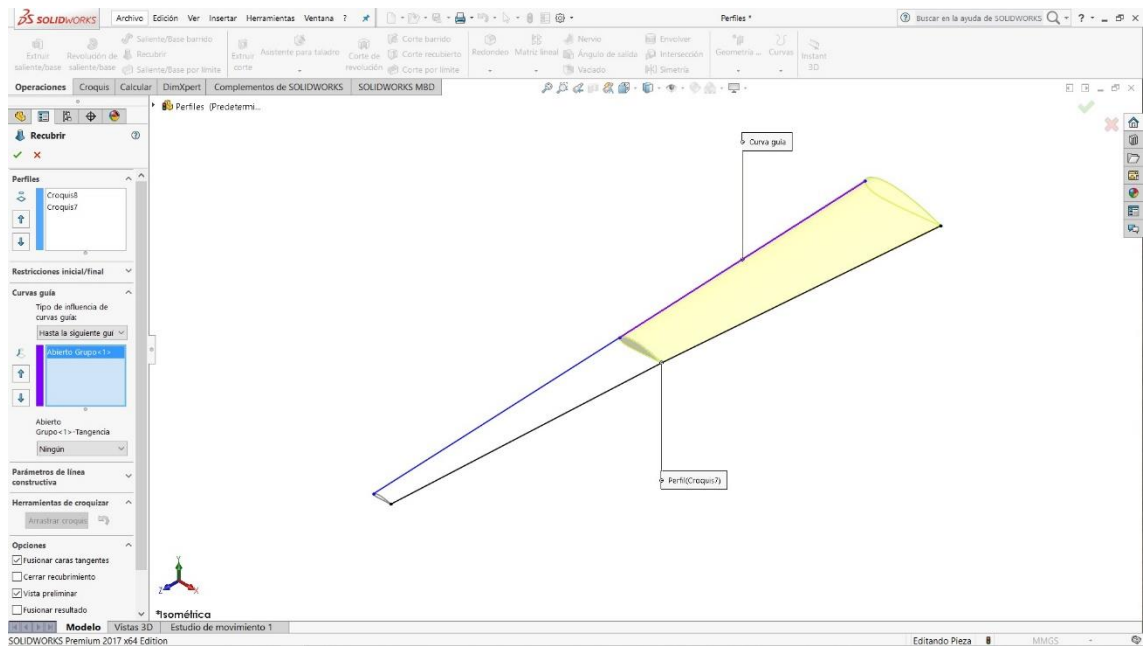 SOLIDWORKS Archivo Edición Ver Insertar Herramientas Ventana ? Perfiles * Buscar en la ayuda de SOLIDWORKS
Extruir saliente/base
Revolución de saliente/base
Saliente/Base barrido
Recubrir
Saliente/Base por límite
Extruir corte
Asistente para taladro
Corte de revolución
Corte barrido
Corte recubierto
Corte por límite
Redondeo
Matriz lineal
Nervio
Ángulo de salida
Vaciado
Envolver
Intersección
Simetría
Geometría ...
Curvas
Instant 3D
Operaciones Croquis Calcular DimXpert Complementos de SOLIDWORKS SOLIDWORKS MBD
Perfiles (Predetermi...
Recubrir
Perfiles
Croquis8
Croquis7
Restricciones inicial/final
Curvas guía
Tipo de influencia de
curvas guía:
Hasta la siguiente guí
Abierto Grupo<1>
Abierto
Grupo<1>-Tangencia
Ningún
Parámetros de línea
constructiva
Herramientas de croquizar
Arrastrar croquis
Opciones
Fusionar caras tangentes
Cerrar recubrimiento
Vista preliminar
Fusionar resultado
Curva guía
Perfil(Croquis7)
Y
Z
X
*Isométrica
Modelo Vistas 3D Estudio de movimiento 1
SOLIDWORKS Premium 2017 x64 Edition Editando Pieza MMGS